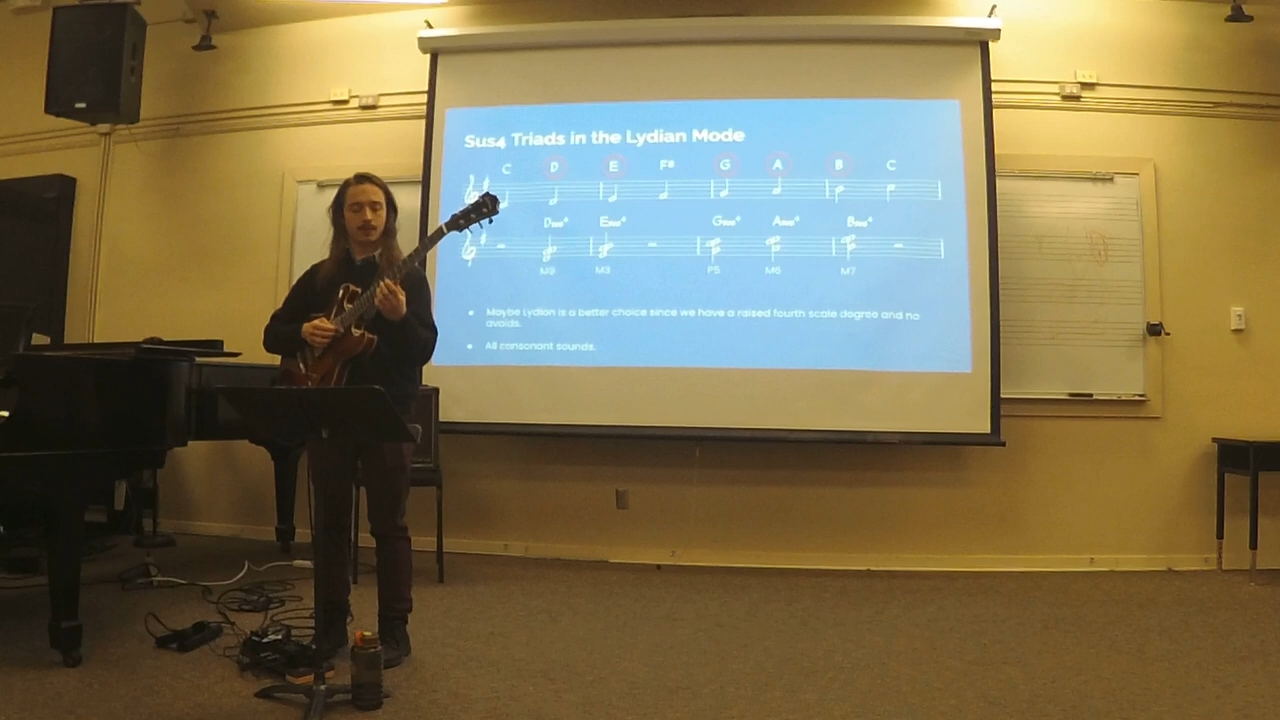 Sus4 Triads in the Lydian Mode
C D E F# G A B C
Dsus4 Esus4 Gsus4 Asus4 Bsus4
M9 M3 P5 M6 M7
• Maybe Lydian is a better choice since we have a raised fourth scale degree and no
avoids.
• All consonant sounds.